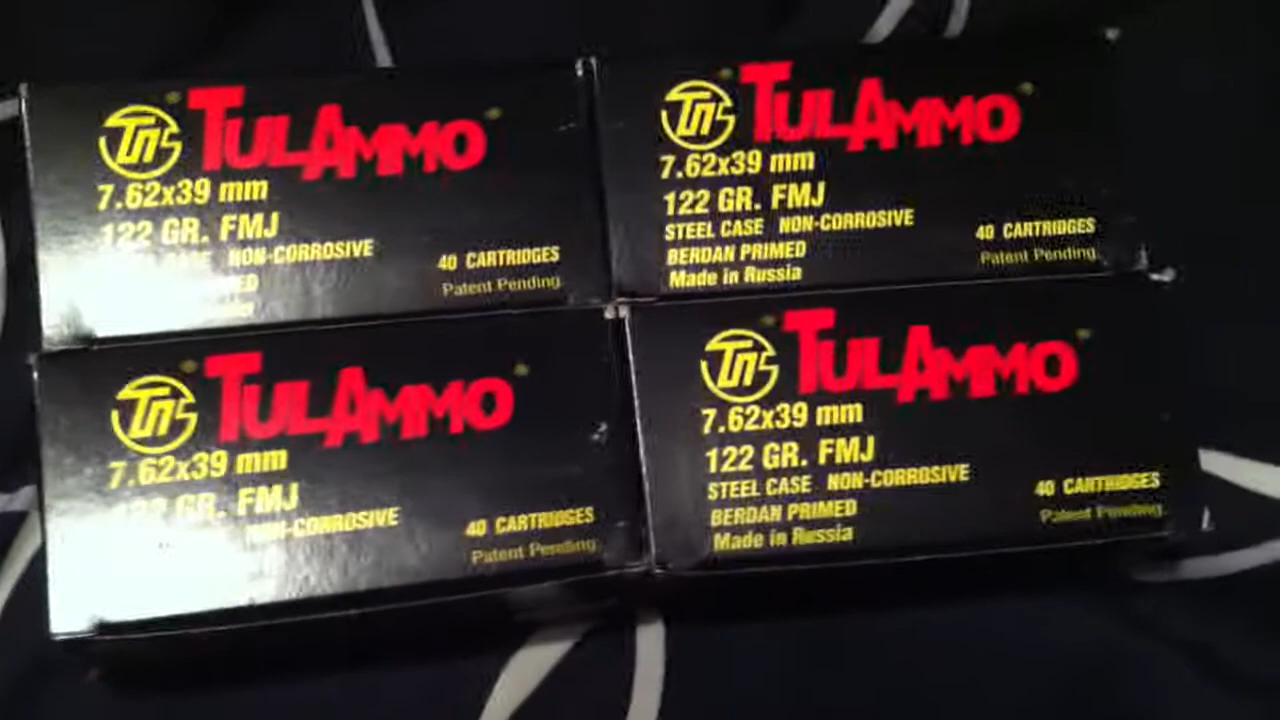 TULAMMO
7.62x39 mm
122 GR. FMJ
NON-CORROSIVE
40 CARTRIDGES
Patent Pending
TULAMMO
7.62x39 mm
122 GR. FMJ
STEEL CASE NON-CORROSIVE
BERDAN PRIMED
Made in Russia
40 CARTRIDGES
Patent Pending
TULAMMO
7.62x39 mm
GR. FMJ
NON-CORROSIVE
40 CARTRIDGES
Patent Pending
TULAMMO
7.62x39 mm
122 GR. FMJ
STEEL CASE NON-CORROSIVE
BERDAN PRIMED
Made in Russia
40 CARTRIDGES
Patent Pending